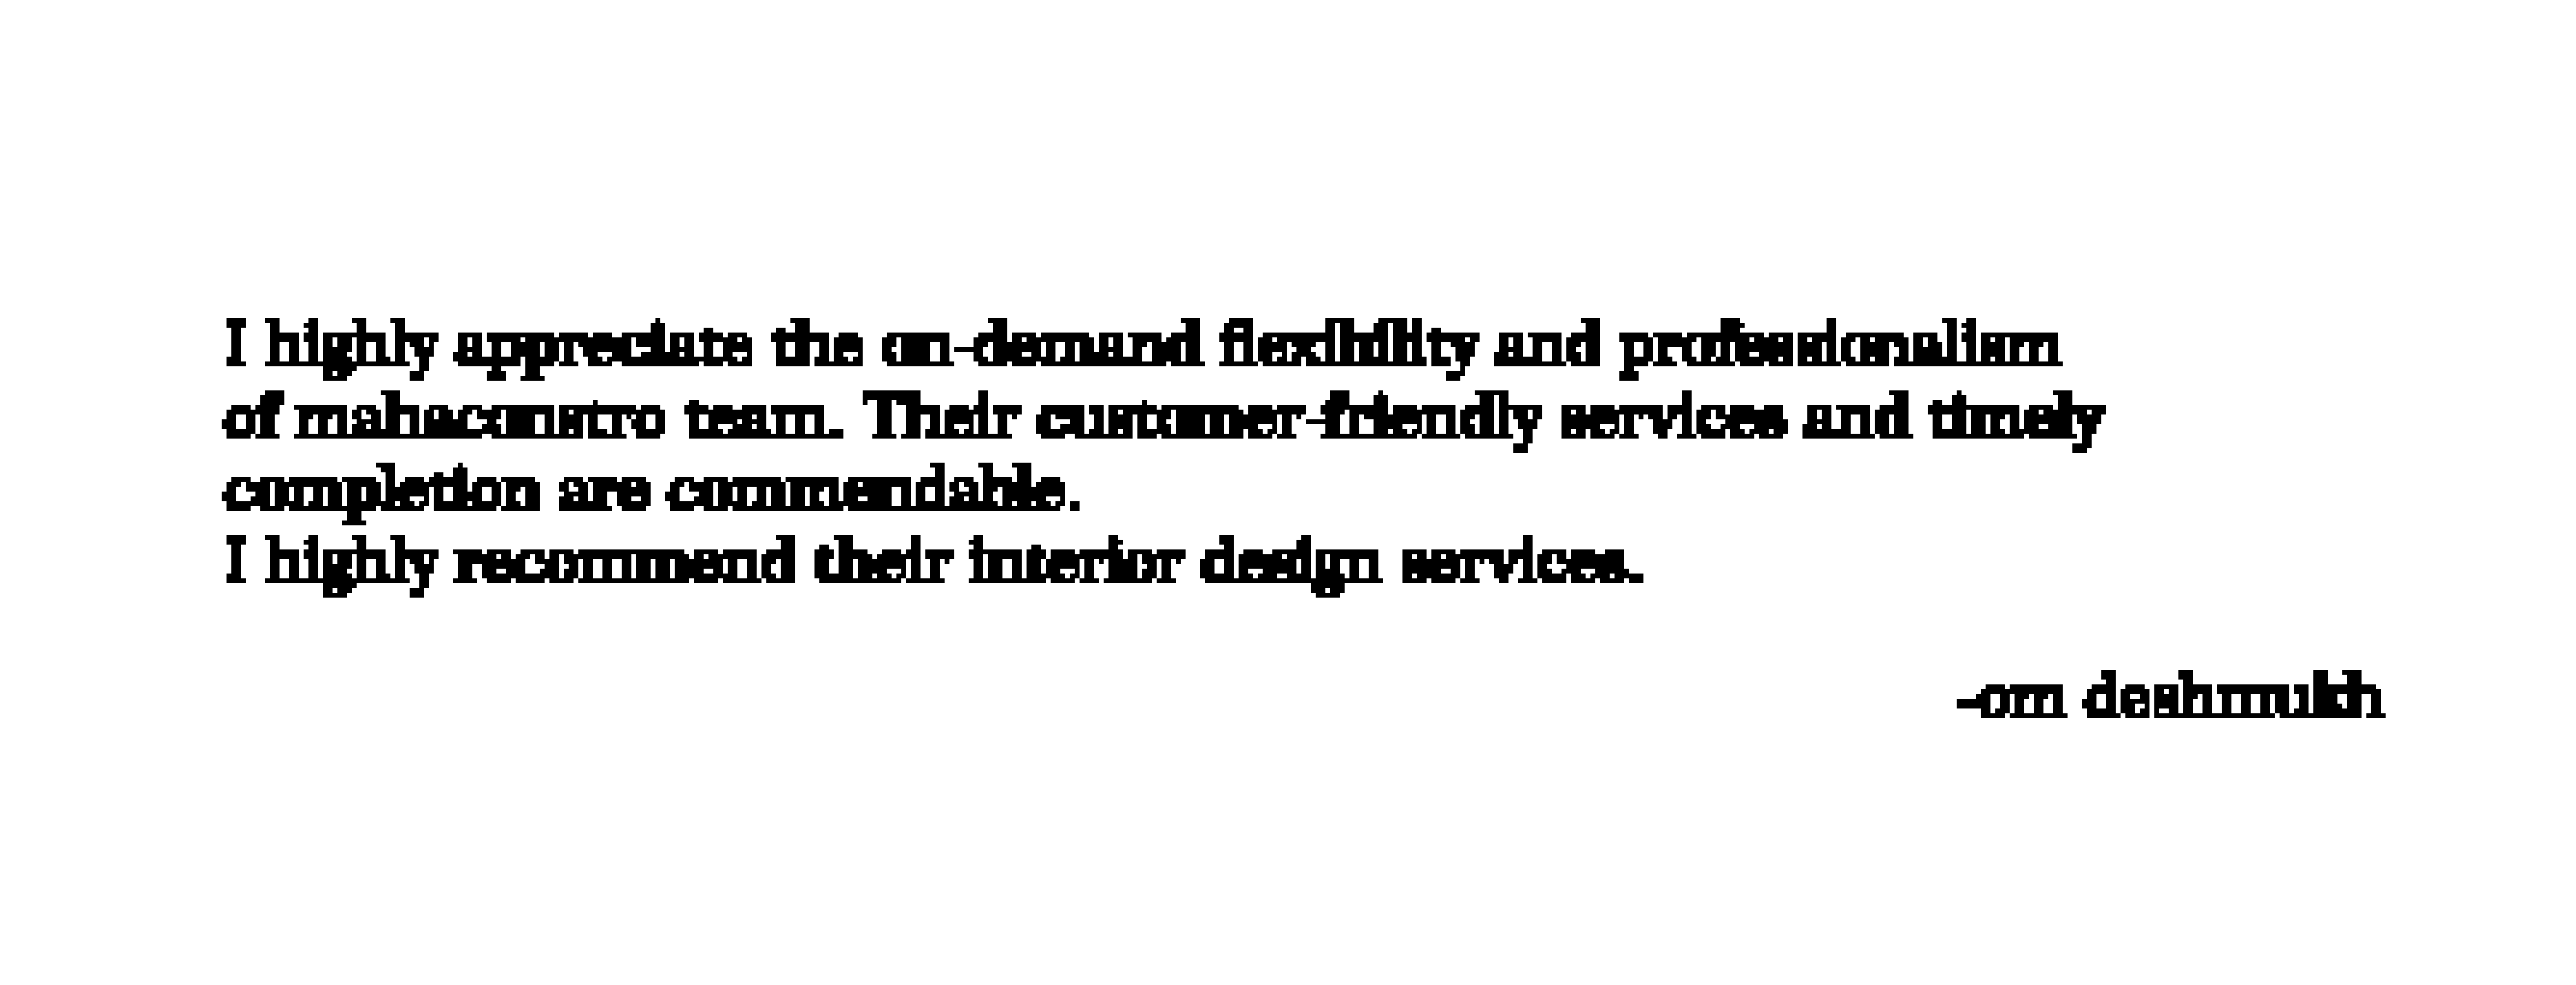 I highly appreciate the on-demand flexibility and professionalism
of mahaconstro team. Their customer-friendly services and timely
completion are commendable.
I highly recommend their interior design services.
-om deshmukh